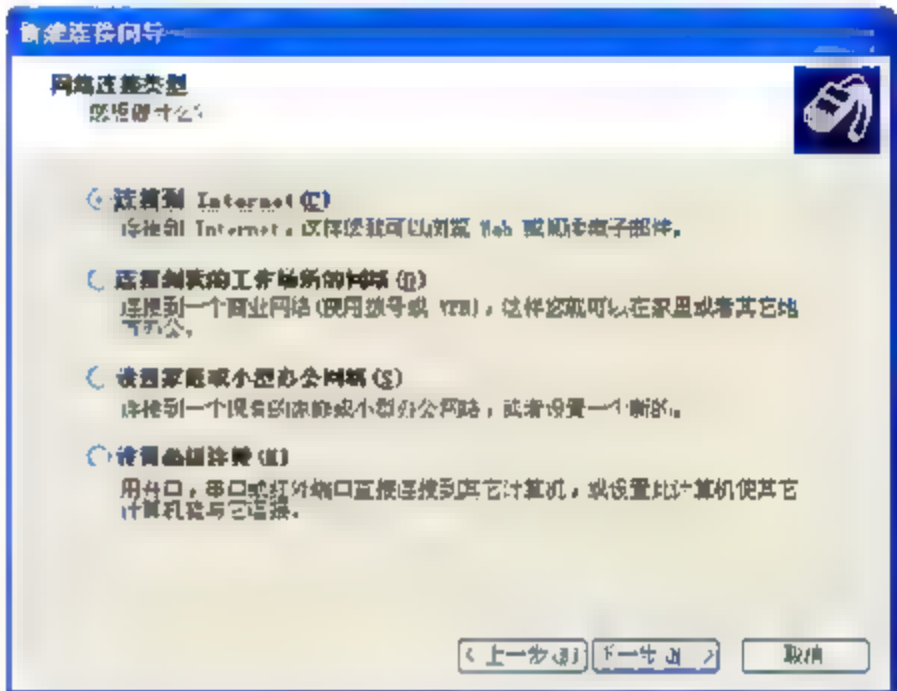 新建连接向导
网络连接类型
您想做什么?
连接到 Internet(C)
连接到 Internet,这样您就可以浏览 Web 或阅读电子邮件。
连接到我的工作场所的网络(O)
连接到一个商业网络(使用拨号或 VPN),这样您就可以在家里或者其它地
方办公。
设置家庭或小型办公网络(S)
连接到一个现有的家庭或小型办公网络,或者设置一个新的。
设置高级连接(E)
用并口,串口或红外端口直接连接到其它计算机,或设置此计算机使其它
计算机能与它连接。
< 上一步(B)
下一步(N) >
取消